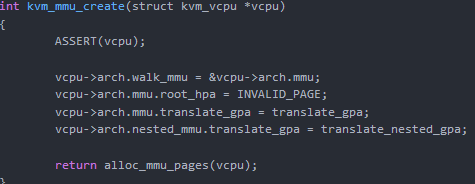 int kvm_mmu_create(struct kvm_vcpu *vcpu)
{
ASSERT(vcpu);
vcpu->arch.walk_mmu = &vcpu->arch.mmu;
vcpu->arch.mmu.root_hpa = INVALID_PAGE;
vcpu->arch.mmu.translate_gpa = translate_gpa;
vcpu->arch.nested_mmu.translate_gpa = translate_nested_gpa;
return alloc_mmu_pages(vcpu);
}